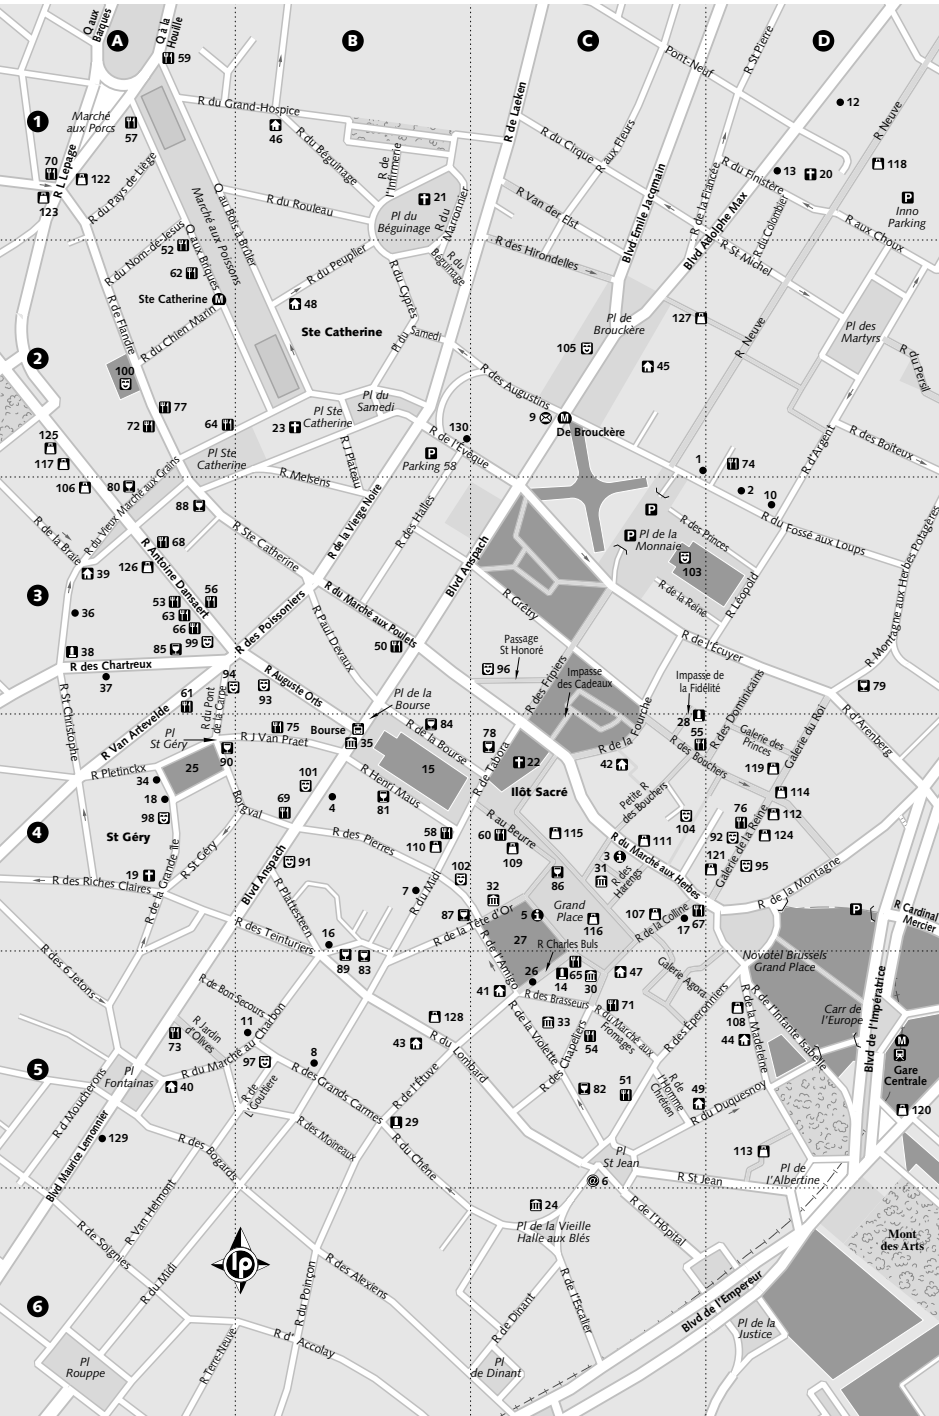 Q aux
Barques
Q à la
Houille
A
B
C
D
59
Pont-Neuf
R St Pierre
12
R Neuve
1
Marché
aux Porcs
57
R du Grand-Hospice
46
R du Béguinage
R de
l'Infirmerie
R de Laeken
R du Cirque
R aux Fleurs
70
R L Lepage
122
123
R du Pays de Liège
Marché aux Poissons
Q au Bois à Brûler
R du Rouleau
21
Pl du
Béguinage
R du
Marronnier
R Van der Elst
Blvd Emile Jacqmain
R de la Fiancée
R du Finistère
13
20
118
Inno
Parking
R du Colombier
Blvd Adolphe Max
R aux Choux
52
R du Nom-de-Jésus
Q aux Briques
62
R du Peuplier
R du
Béguinage
R des Hirondelles
R St Michel
Ste Catherine
M
48
Ste Catherine
R du Cyprès
Pl du Samedi
R de Flandre
R du Chien Marin
Pl de
Brouckère
127
R Neuve
Pl des
Martyrs
105
45
R du Persil
2
100
77
72
64
23
Pl Ste
Catherine
Pl du
Samedi
R des Augustins
9
M
De Brouckère
130
R de l'Évêque
P
Parking 58
R des Boiteux
R d'Argent
125
117
106
80
Pl Ste
Catherine
R J Plateau
R Melsens
1
74
2
10
R du Fossé aux Loups
88
R du Vieux Marché aux Grains
R de la Braie
R Ste Catherine
R de la Vierge Noire
R des Halles
Blvd Anspach
P
P
Pl de la
Monnaie
R des Princes
103
R Léopold
R de la Reine
R Montagne aux Herbes Potagères
68
126
39
R Antoine Dansaert
3
36
53
56
63
66
99
85
38
R des Chartreux
37
R des Poissoniers
R du Marché aux Poulets
R Paul Devaux
50
R Grétry
Passage
St Honoré
96
R des Fripiers
Impasse
des Cadeaux
R de l'Écuyer
Impasse de
la Fidélité
28
79
R d'Arenberg
94
93
R Auguste Orts
61
R du Pont
de la Carpe
R St Christophe
R Van Artevelde
Pl
St Géry
R J Van Praet
75
Bourse
35
Pl de la
Bourse
84
R de la Bourse
78
R de Tabora
22
Ilôt Sacré
42
R de la Fourche
55
R des Bouchers
R des Dominicains
Galerie des
Princes
Galerie du Roi
119
114
R Pletinckx
34
18
25
90
98
101
69
4
R Henri Maus
81
15
Petite R
des Bouchers
104
76
112
92
124
Galerie de la Reine
4
St Géry
Borgval
R des Pierres
58
60
110
109
R au Beurre
115
111
3
31
R des
Harengs
R du Marché aux Herbes
121
95
R de la Montagne
R des Riches Claires
19
R de la Grande Île
R St Géry
Blvd Anspach
91
R Plattesteen
7
R du Midi
102
32
87
R de la Tête d'Or
5
86
Grand
Place
116
27
107
R de la Coline
17
67
P
R Cardinal
Mercier
16
R des Teinturiers
89
83
R Charles Buls
26
R de l'Amigo
65
14
30
47
Galerie Agora
Novotel Brussels
Grand Place
R des 6 Jetons
41
R des Brasseurs
71
R des Éperonniers
108
44
R de la Madeleine
R de l'Infante Isabelle
Carr de
l'Europe
Blvd de l'Impératrice
M
Gare
Centrale
R de Bon Secours
11
R Jardin
d'Olives
73
R du Marché au Charbon
128
43
R de la Violette
33
R des Chapeliers
54
R du Marché aux
Fromages
5
Pl
Fontainas
40
97
R de
l'Gouttière
8
R des Grands Carmes
R du Lombard
R de l'Étuve
82
51
R de
l'Homme
Chrétien
49
R du Duquesnoy
120
R d Moucherons
Blvd Maurice Lemonnier
129
R des Bogards
R des Moineaux
29
R du Chêne
Pl
St Jean
6
R St Jean
113
Pl de
l'Albertine
R Van Helmont
24
Pl de la Vieille
Halle aux Blés
R de l'Hôpital
Mont
des Arts
R de Soignies
R du Midi
lp
R du Poinçon
R des Alexiens
R de l'Escalier
R de Dinant
Blvd de l'Empereur
Pl de la
Justice
6
Pl
Rouppe
R Terre-Neuve
R d' Accolay
Pl
de Dinant